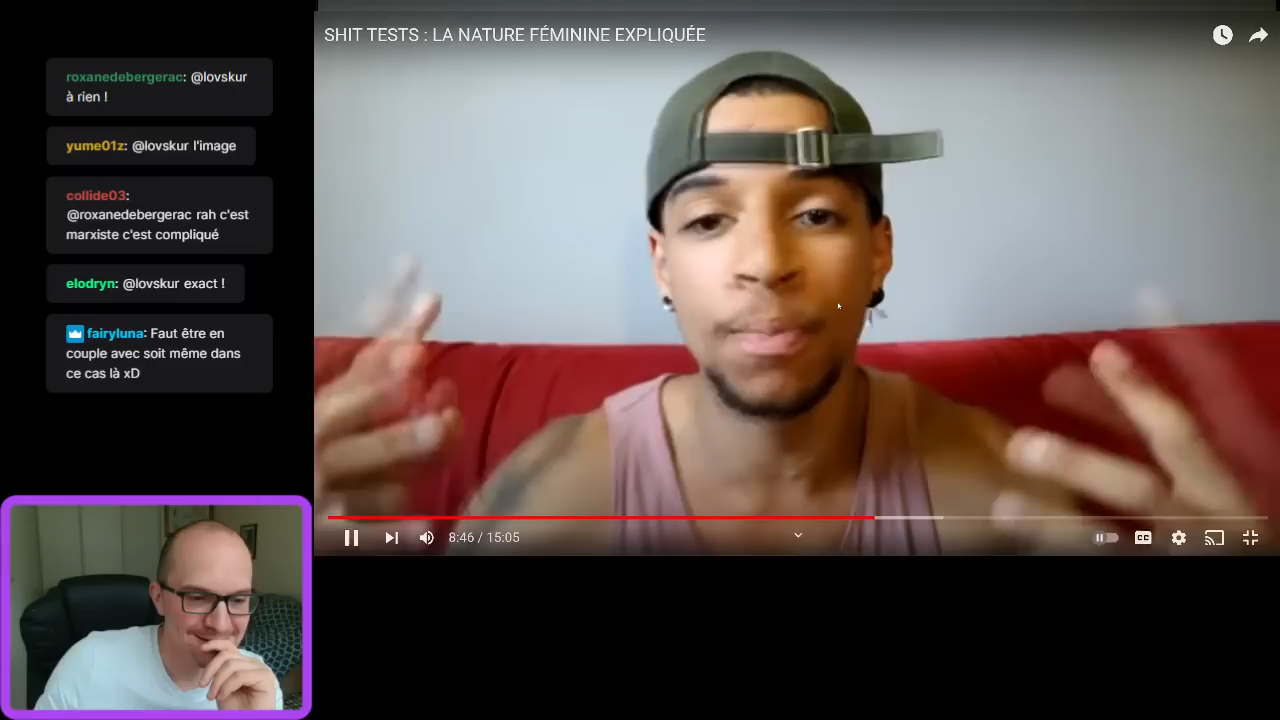 SHIT TESTS : LA NATURE FÉMININE EXPLIQUÉE
roxanedebergerac: @lovskur
à rien !
yume01z: @lovskur l'image
collide03:
@roxanedebergerac rah c'est
marxiste c'est compliqué
elodryn: @lovskur exact !
fairyluna: Faut être en
couple avec soit même dans
ce cas là xD
8:46 / 15:05
CC